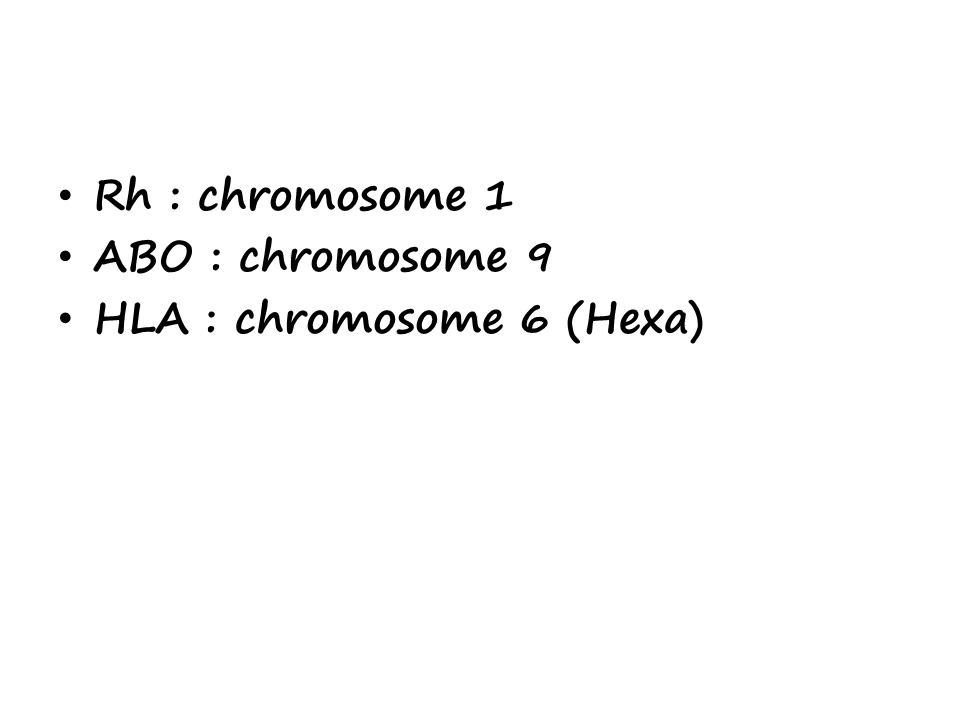 • Rh : chromosome 1
• ABO : chromosome 9
• HLA : chromosome 6 (Hexa)